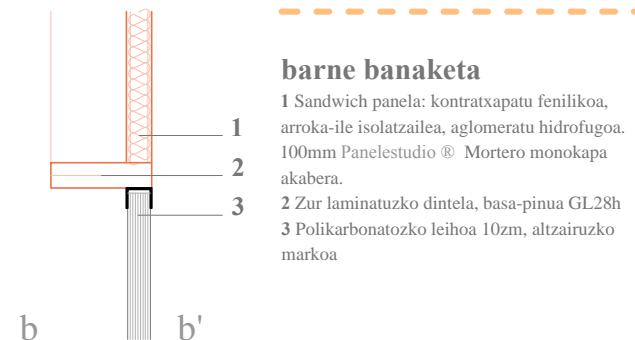 barne banaketa
1 Sandwich panela: kontratxapatu fenilikoa,
arroka-ile isolatzailea, aglomeratu hidrofugoa.
100mm Panelestudio ® Mortero monokapa
akabera.
2 Zur laminatuzko dintela, basa-pinua GL28h
3 Polikarbonatozko leihoa 10zm, altzairuzko
markoa
1
2
3
b b'